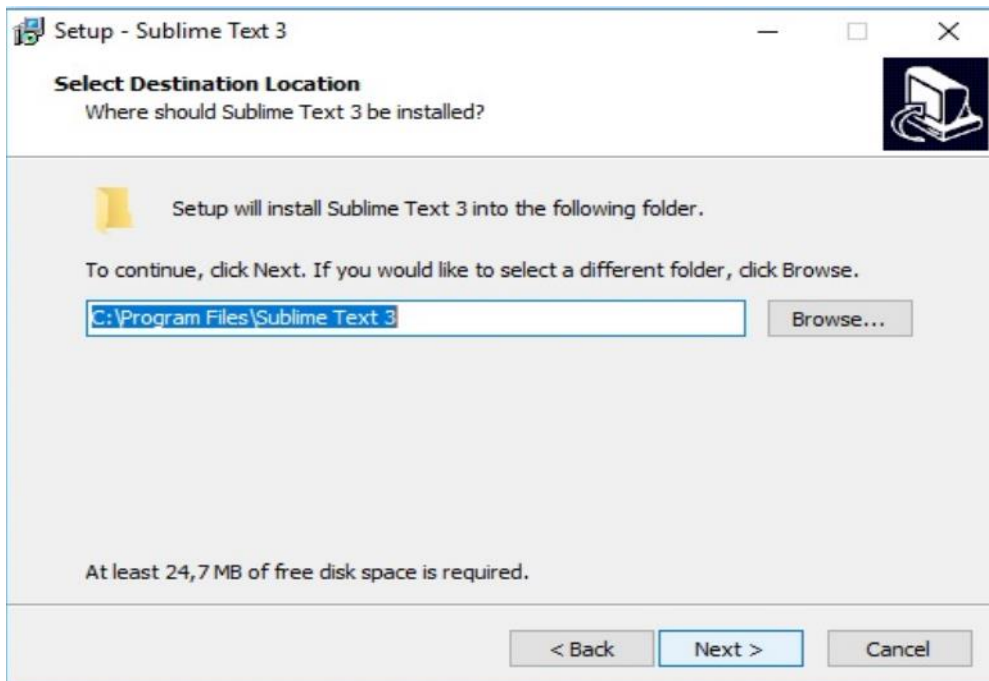 Setup - Sublime Text 3
Select Destination Location
Where should Sublime Text 3 be installed?
Setup will install Sublime Text 3 into the following folder.
To continue, click Next. If you would like to select a different folder, click Browse.
C:\Program Files\Sublime Text 3
Browse...
At least 24,7 MB of free disk space is required.
< Back Next > Cancel